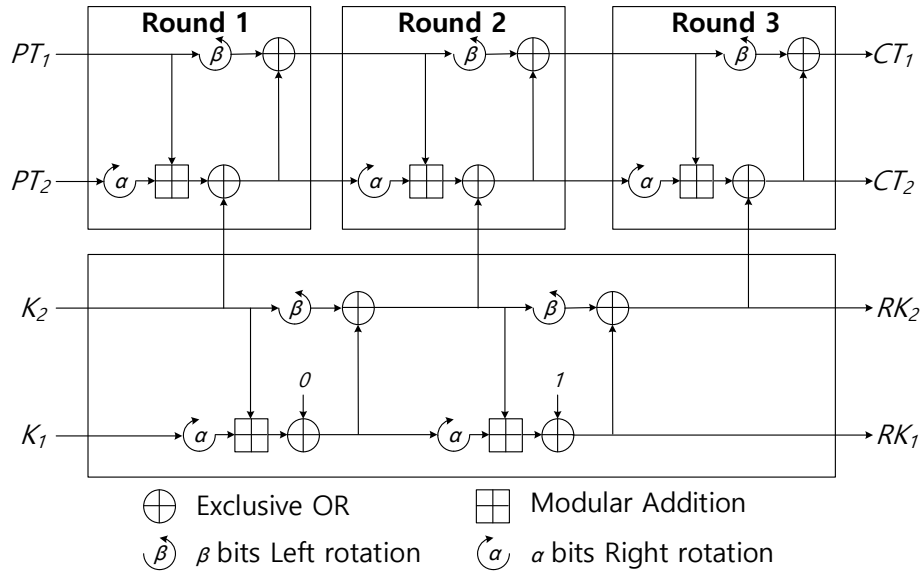 Round 1 Round 2 Round 3
PT₁ β β β CT₁
PT₂ α α α CT₂
K₂ β β RK₂
0 1
K₁ α α RK₁
Exclusive OR Modular Addition
β β bits Left rotation α α bits Right rotation